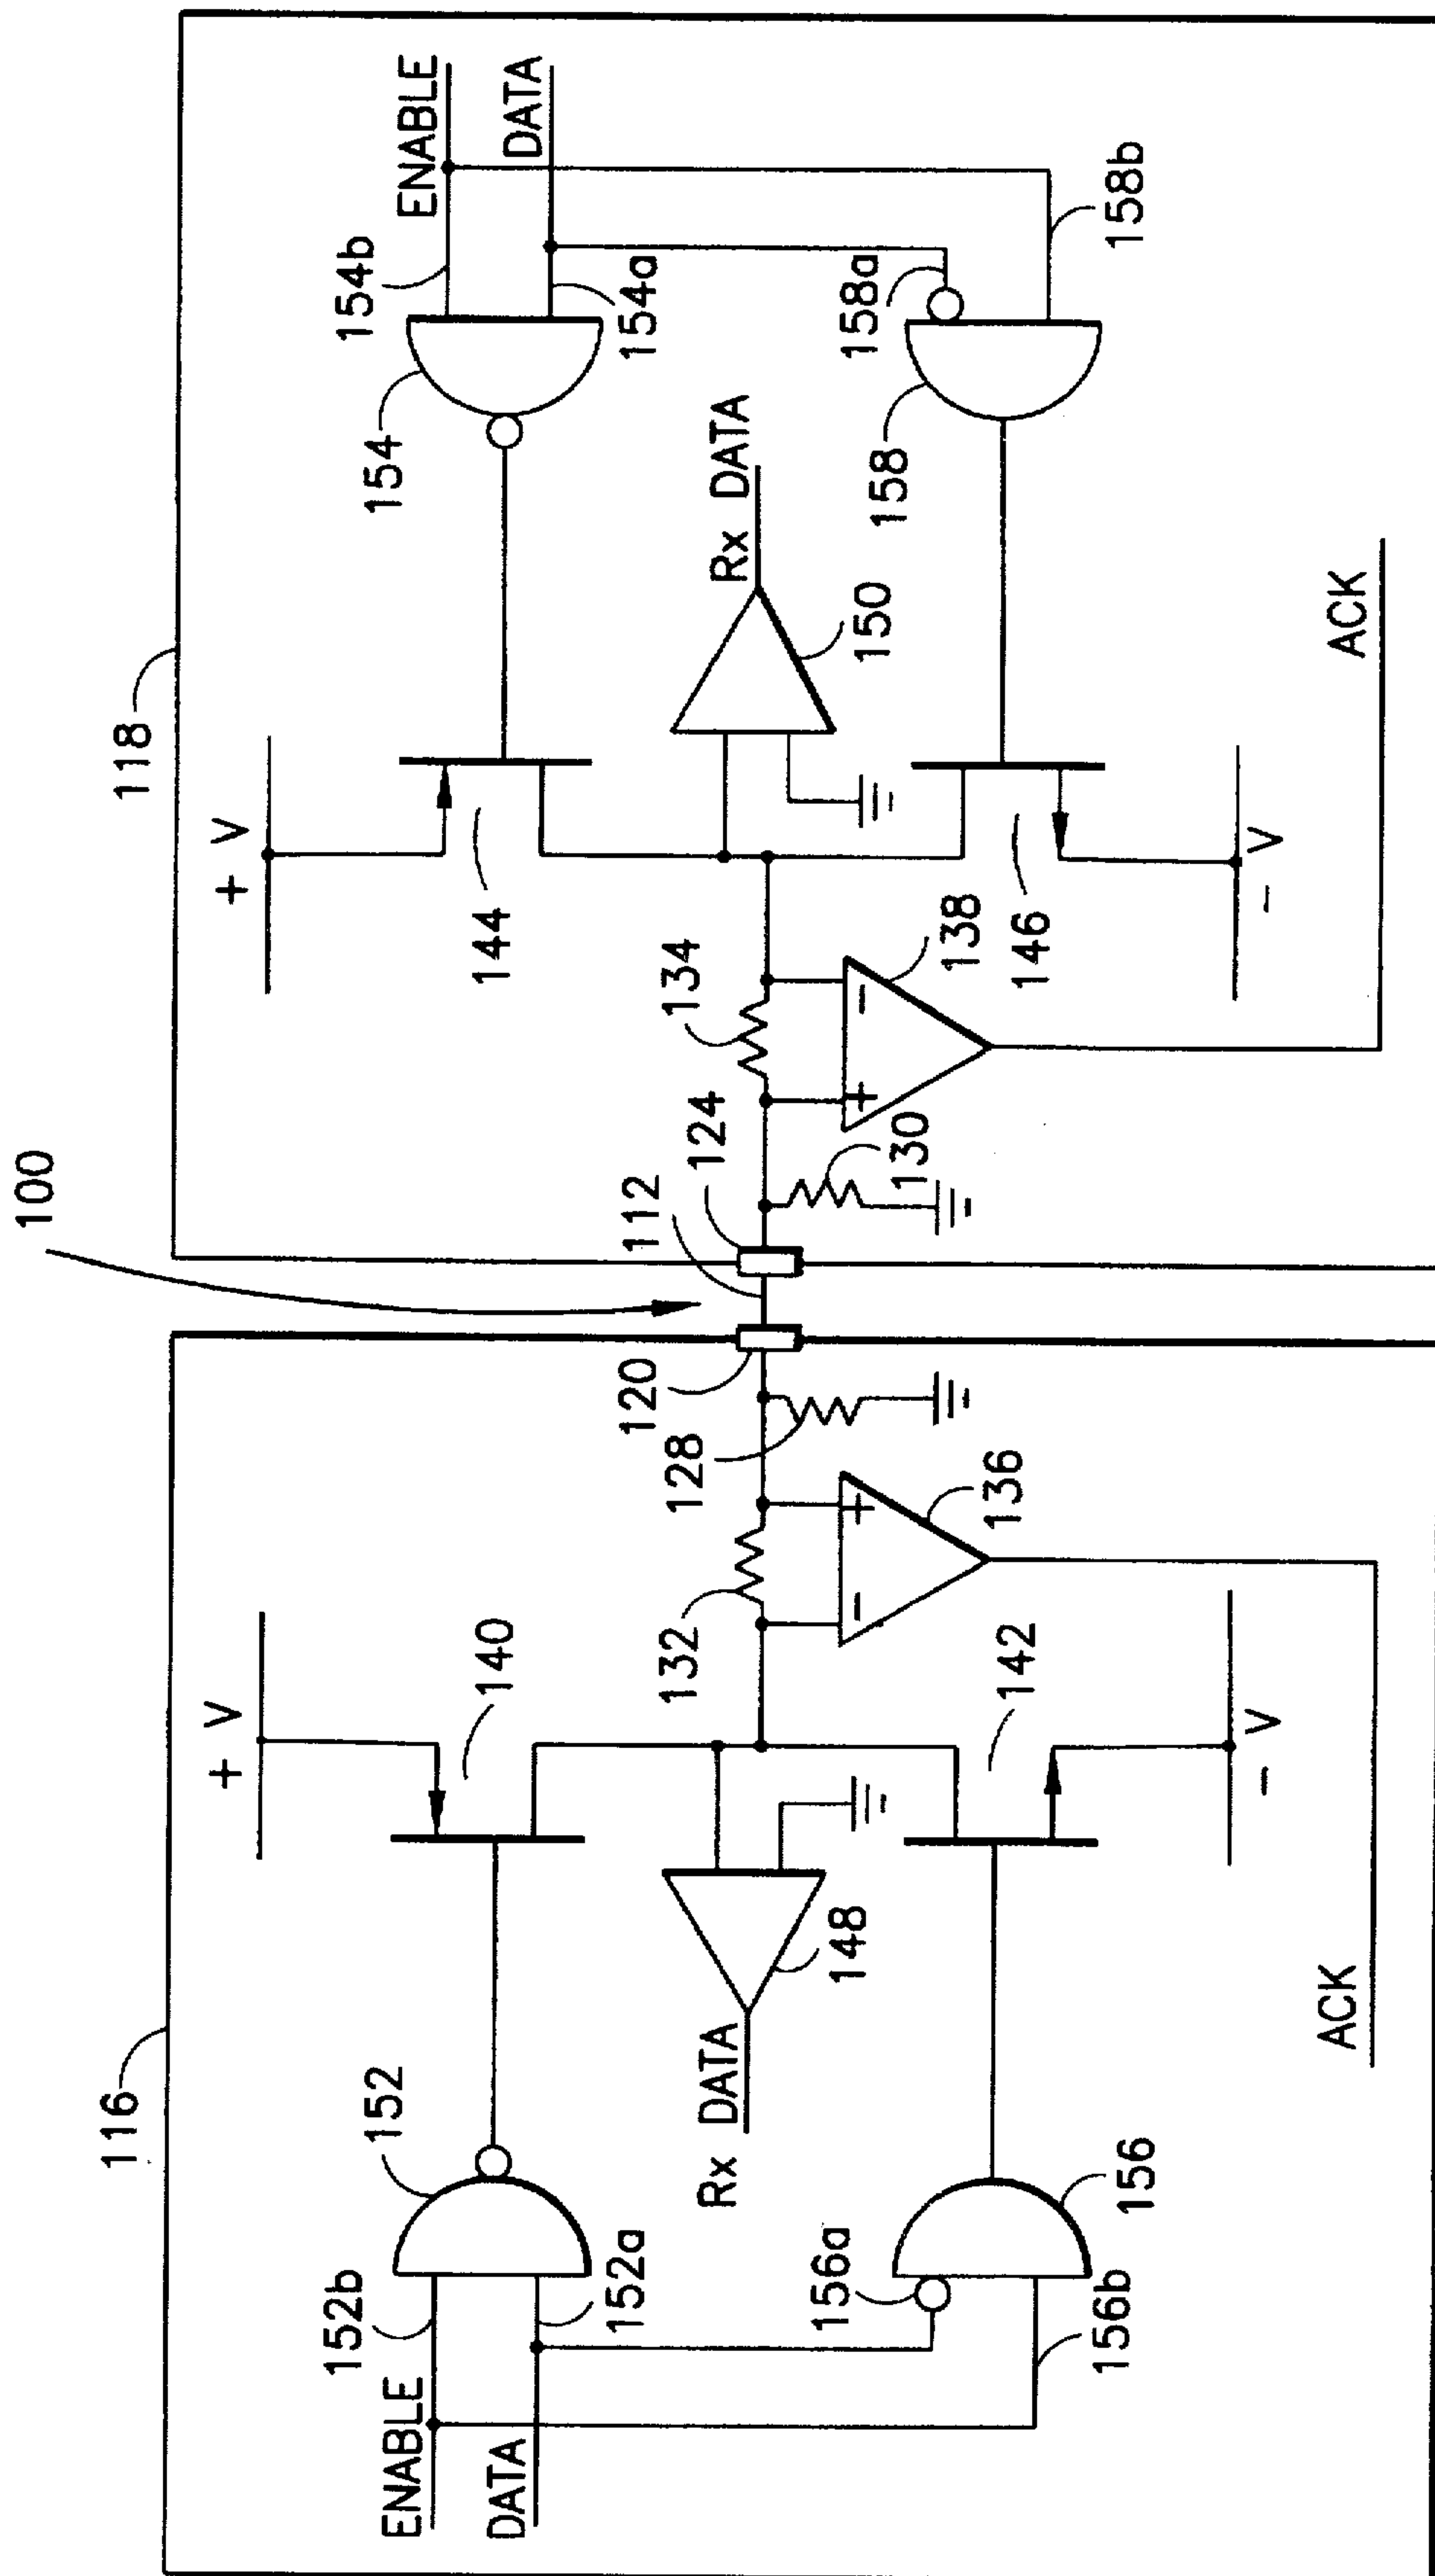 100
116
118
ENABLE
152b
152
+ V
140
DATA
152a
132
128
120
112
124
134
Rx DATA
148
136
130
138
156a
156
142
- V
156b
ACK
+ V
144
154
154b
ENABLE
154a
DATA
Rx DATA
150
146
- V
158
158a
158b
ACK
+
-
+
-